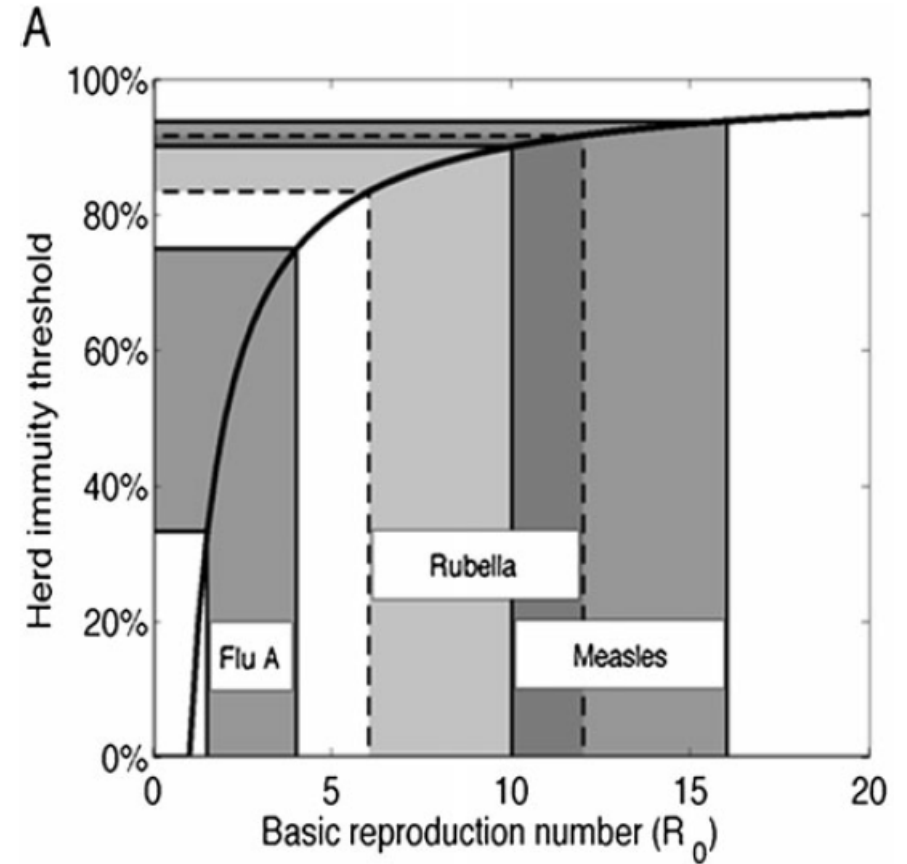 A
100%
80%
60%
40%
20%
0%
Herd immuity threshold
Rubella
Flu A
Measles
0 5 10 15 20
Basic reproduction number (R0)